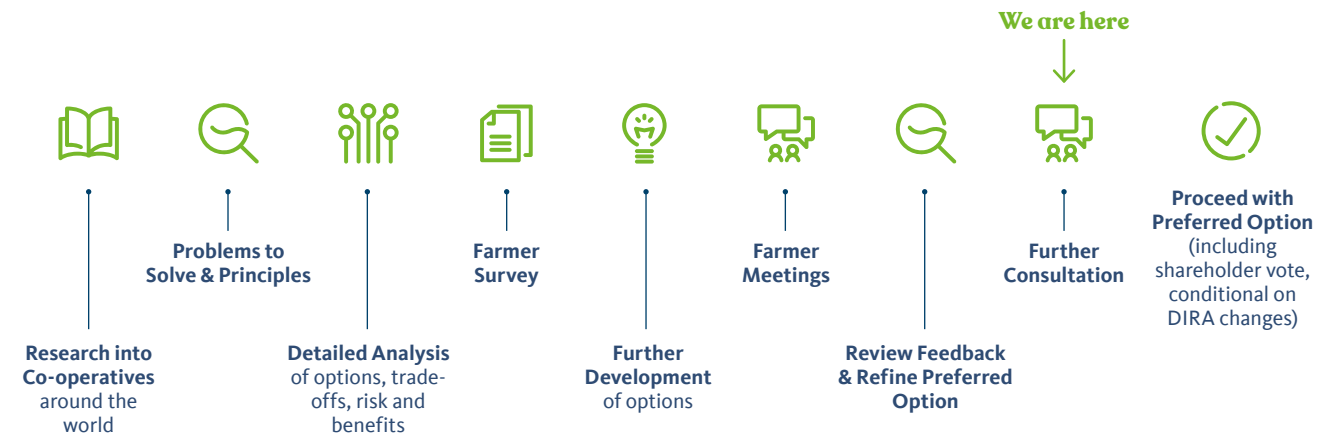 We are here
Research into
Co-operatives
around the
world
Problems to
Solve & Principles
Detailed Analysis
of options, trade-
offs, risk and
benefits
Farmer
Survey
Further
Development
of options
Farmer
Meetings
Review Feedback
& Refine Preferred
Option
Further
Consultation
Proceed with
Preferred Option
(including
shareholder vote,
conditional on
DIRA changes)